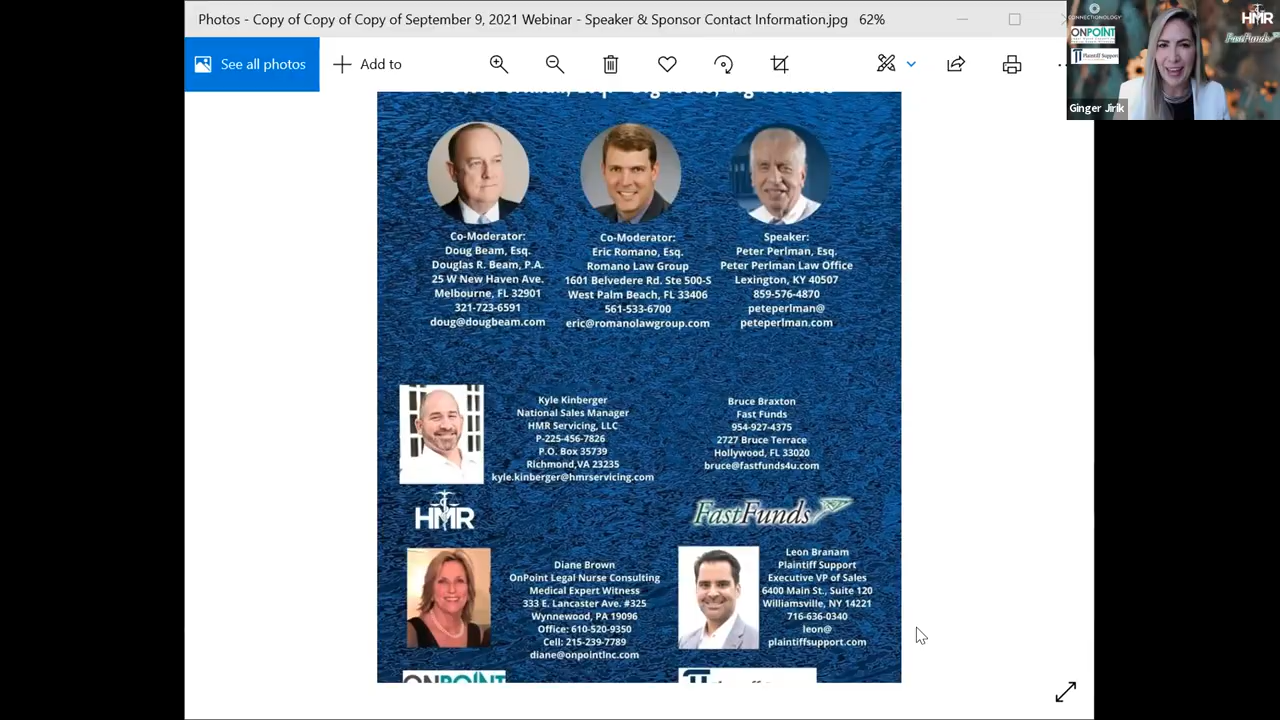 Photos - Copy of Copy of Copy of September 9, 2021 Webinar - Speaker & Sponsor Contact Information.jpg 62%
See all photos
Add
CONNECTIONOLOGY
ONPOINT
Plaintiff Support
HMR
FastFunds
Ginger Jirik
Co-Moderator:
Doug Beam, Esq.
Douglas R. Beam, P.A.
25 W New Haven Ave.
Melbourne, FL 32901
321-723-6591
doug@dougbeam.com
Co-Moderator:
Eric Romano, Esq.
Romano Law Group
1601 Belvedere Rd. Ste 500-S
West Palm Beach, FL 33406
561-533-6700
eric@romanolawgroup.com
Speaker:
Peter Perlman, Esq.
Peter Perlman Law Office
Lexington, KY 40507
859-576-4870
peteperlman@
peteperlman.com
Kyle Kinberger
National Sales Manager
HMR Servicing, LLC
P-225-456-7826
P.O. Box 35739
Richmond,VA 23235
kyle.kinberger@hmrservicing.com
HMR
Bruce Braxton
Fast Funds
954-927-4375
2727 Bruce Terrace
Hollywood, FL 33020
bruce@fastfunds4u.com
FastFunds
Diane Brown
OnPoint Legal Nurse Consulting
Medical Expert Witness
333 E. Lancaster Ave. #325
Wynnewood, PA 19096
Office: 610-520-9350
Cell: 215-239-7789
diane@onpointlnc.com
ONPOINT
Leon Branam
Plaintiff Support
Executive VP of Sales
6400 Main St., Suite 120
Williamsville, NY 14221
716-636-0340
leon@
plaintiffsupport.com